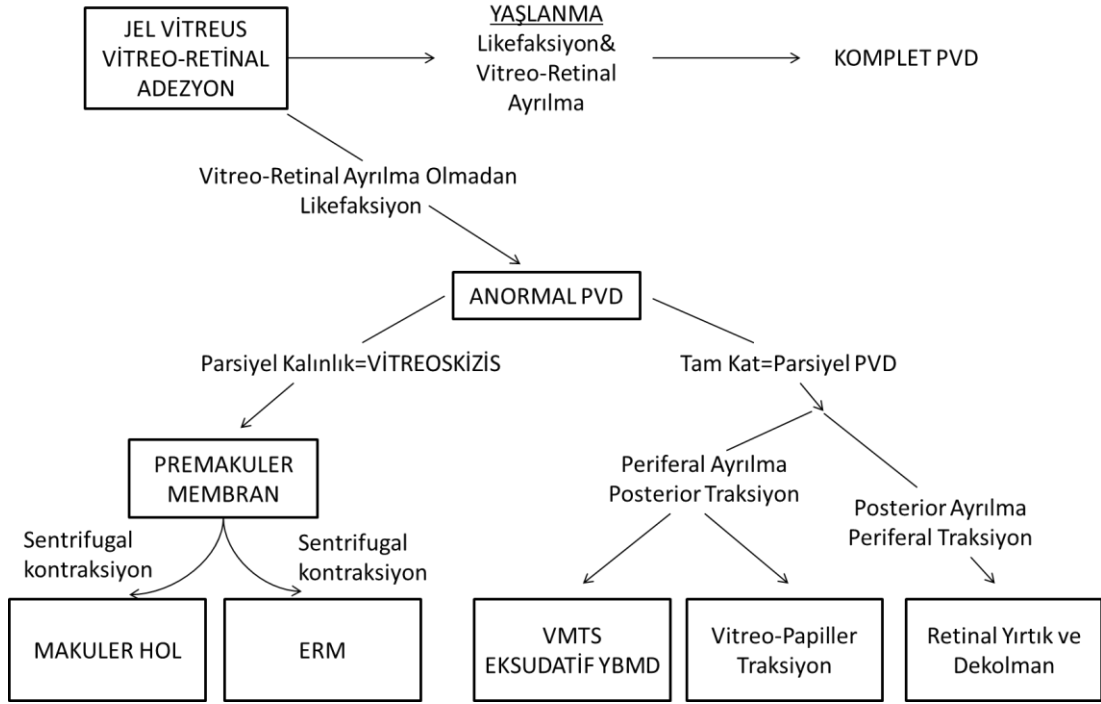 JEL VİTREUS
VİTREO-RETİNAL
ADEZYON
YAŞLANMA
Likefaksiyon&
Vitreo-Retinal
Ayrılma
KOMPLET PVD
Vitreo-Retinal Ayrılma Olmadan
Likefaksiyon
ANORMAL PVD
Parsiyel Kalınlık=VİTREOSKİZİS
Tam Kat=Parsiyel PVD
PREMAKULER
MEMBRAN
Periferal Ayrılma
Posterior Traksiyon
Posterior Ayrılma
Periferal Traksiyon
Sentrifugal
kontraksiyon
Sentrifugal
kontraksiyon
MAKULER HOL
ERM
VMTS
EKSUDATİF YBMD
Vitreo-Papiller
Traksiyon
Retinal Yırtık ve
Dekolman